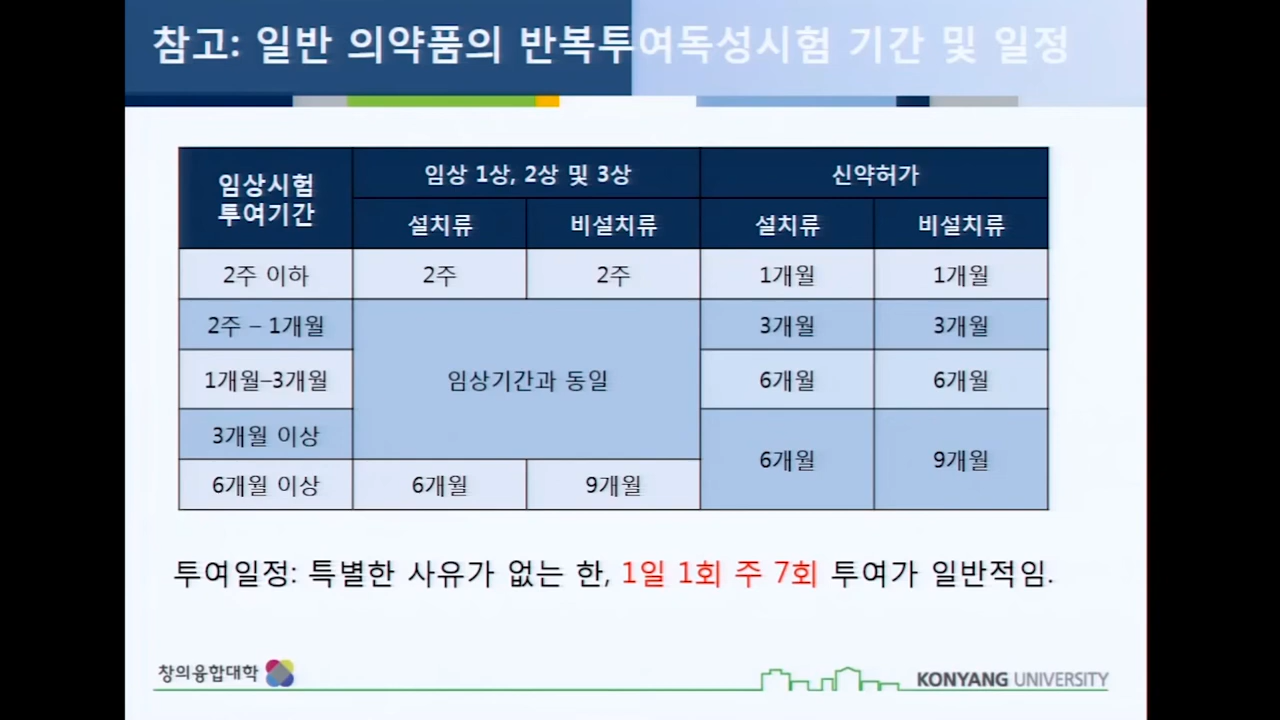 참고: 일반 의약품의 반복투여독성시험 기간 및 일정
임상시험 투여기간 임상 1상, 2상 및 3상 신약허가
설치류 비설치류 설치류 비설치류
2주 이하 2주 2주 1개월 1개월
2주 – 1개월 3개월 3개월
1개월–3개월 임상기간과 동일 6개월 6개월
3개월 이상 6개월 9개월
6개월 이상 6개월 9개월
투여일정: 특별한 사유가 없는 한, 1일 1회 주 7회 투여가 일반적임.
창의융합대학
KONYANG UNIVERSITY